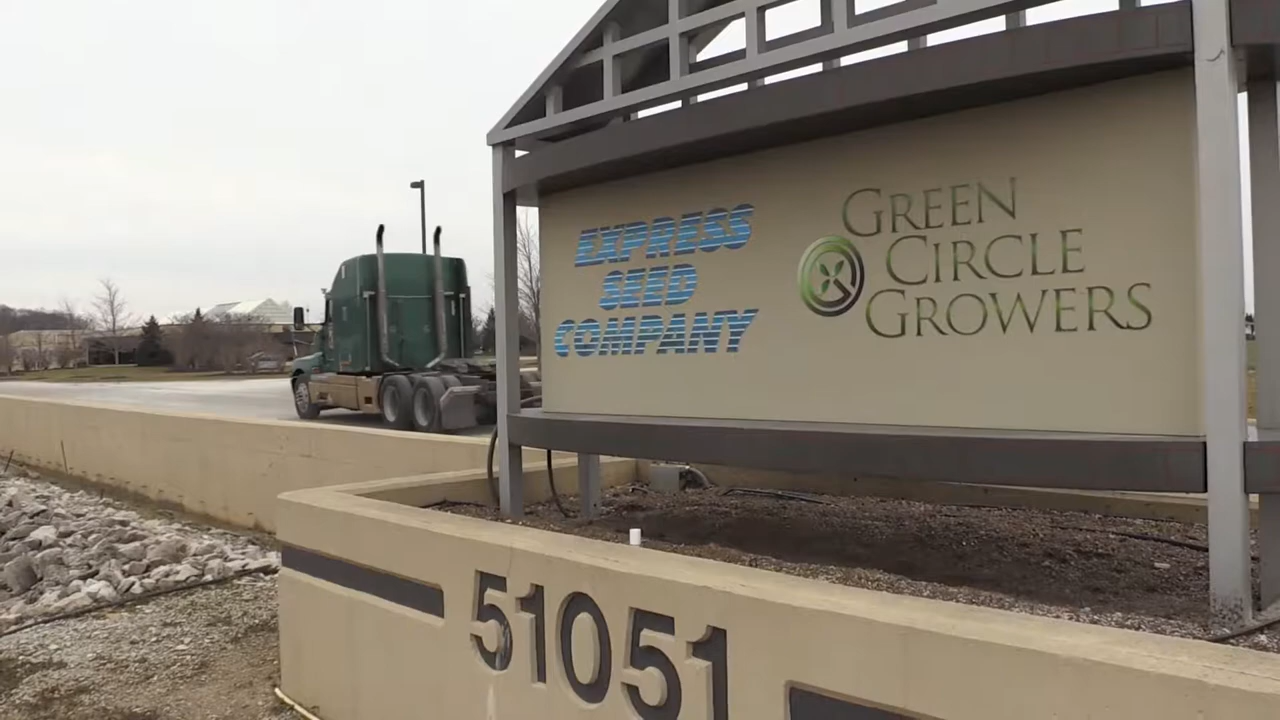 EXPRESS
SEED
COMPANY
GREEN
CIRCLE
GROWERS
51051